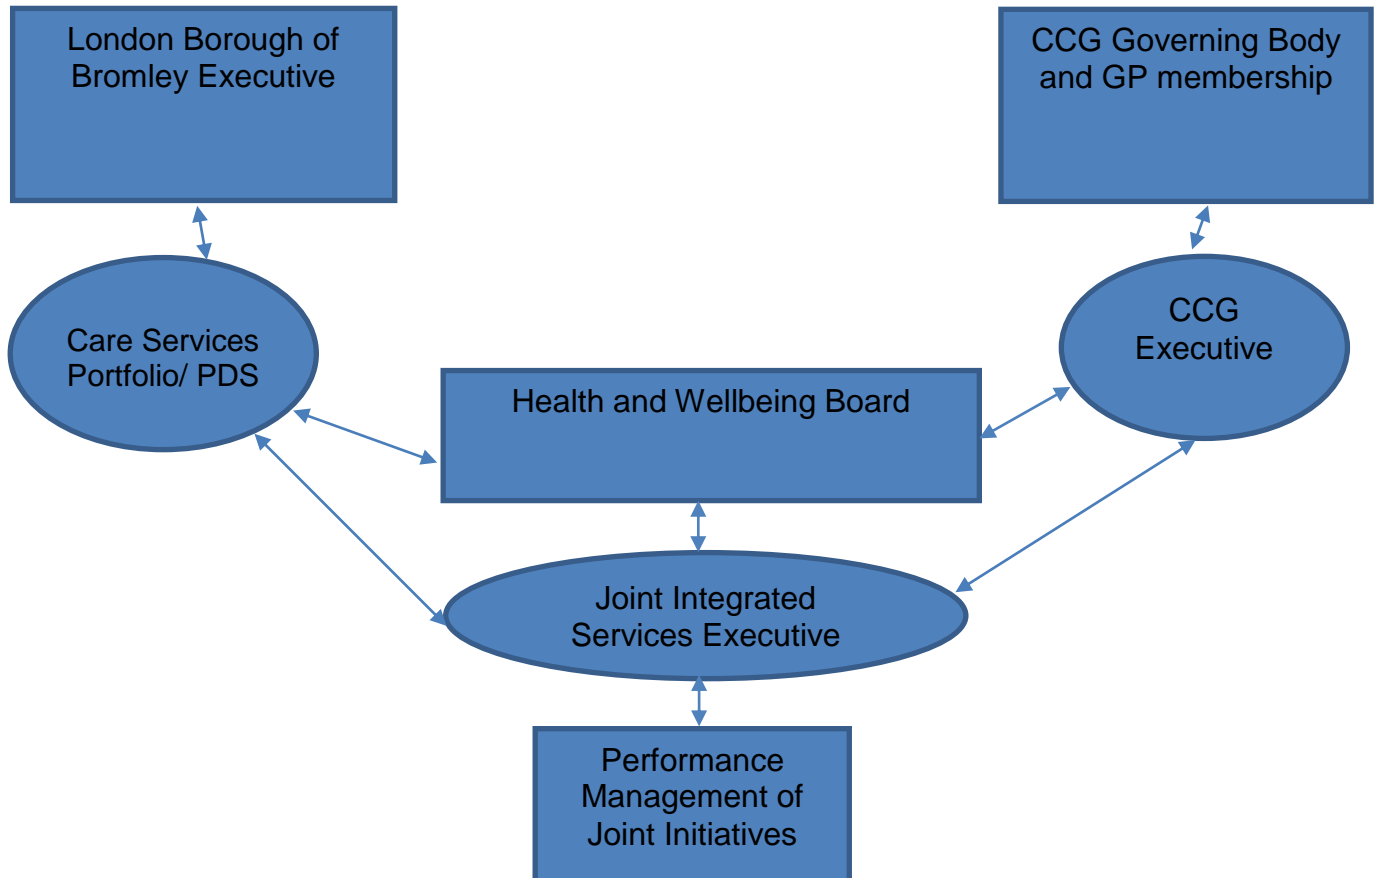 London Borough of
Bromley Executive
CCG Governing Body
and GP membership
Care Services
Portfolio/ PDS
CCG
Executive
Health and Wellbeing Board
Joint Integrated
Services Executive
Performance
Management of
Joint Initiatives